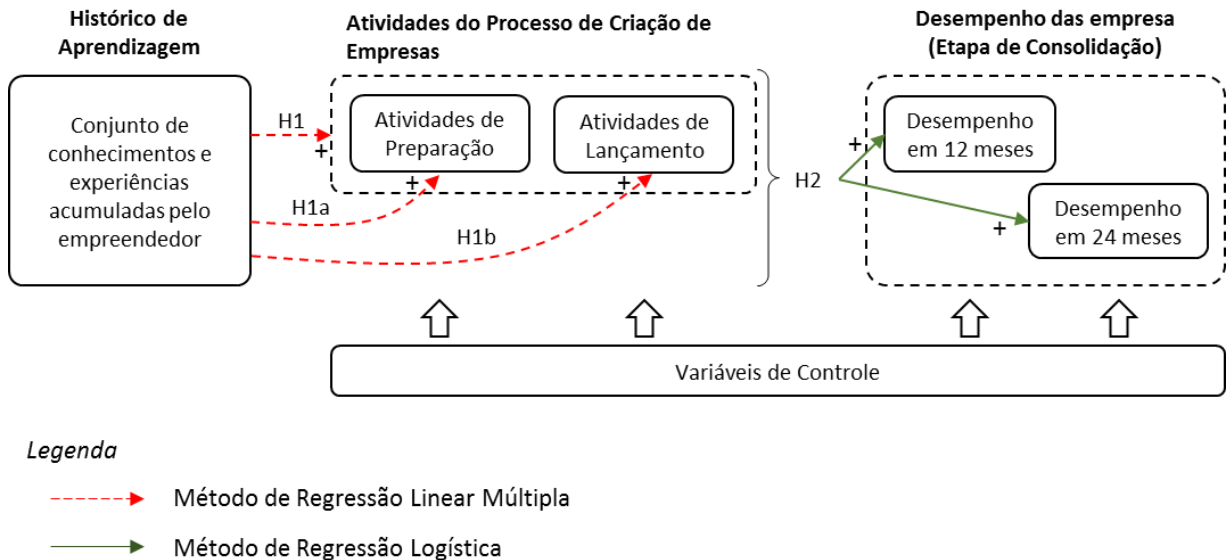 Histórico de
Aprendizagem
Conjunto de
conhecimentos e
experiências
acumuladas pelo
empreendedor
Atividades do Processo de Criação de
Empresas
H1
+
Atividades de
Preparação
+
Atividades de
Lançamento
+
H1a
H1b
H2
Desempenho das empresa
(Etapa de Consolidação)
+
Desempenho
em 12 meses
+
Desempenho
em 24 meses
Variáveis de Controle
Legenda
Método de Regressão Linear Múltipla
Método de Regressão Logística